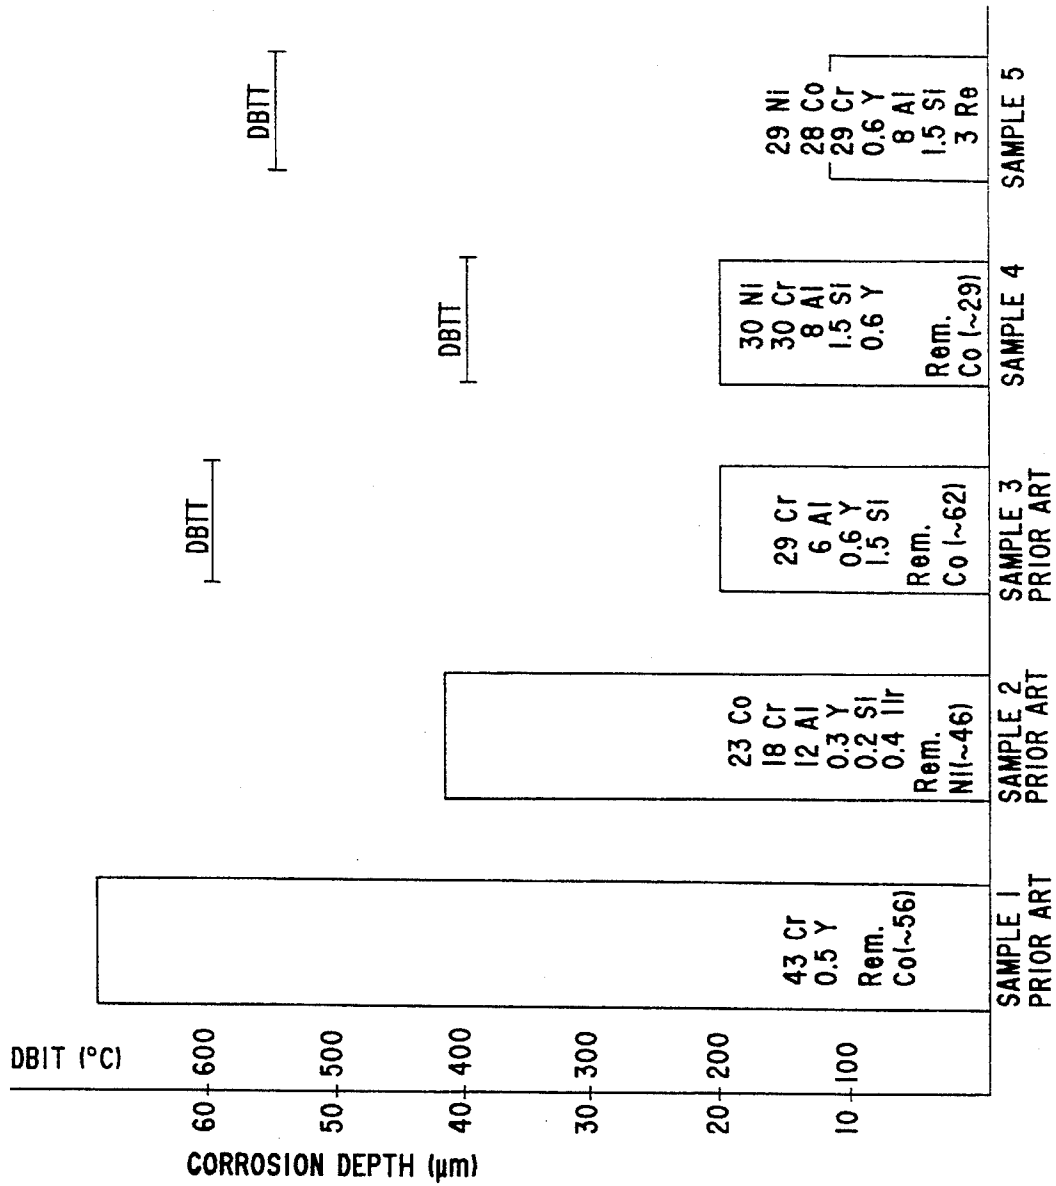 DBIT (°C)
600
500
400
300
200
100
60
50
40
30
20
10
CORROSION DEPTH (μm)
43 Cr
0.5 Y
Rem.
Co(~56)
SAMPLE 1
PRIOR ART
23 Co
18 Cr
12 Al
0.3 Y
0.2 Si
0.4 IIr
Rem.
Ni(~46)
SAMPLE 2
PRIOR ART
DBTT
29 Cr
6 Al
0.6 Y
1.5 Si
Rem.
Co (~62)
SAMPLE 3
PRIOR ART
DBTT
30 Ni
30 Cr
8 Al
1.5 Si
0.6 Y
Rem.
Co (~29)
SAMPLE 4
DBTT
29 Ni
28 Co
29 Cr
0.6 Y
8 Al
1.5 Si
3 Re
SAMPLE 5